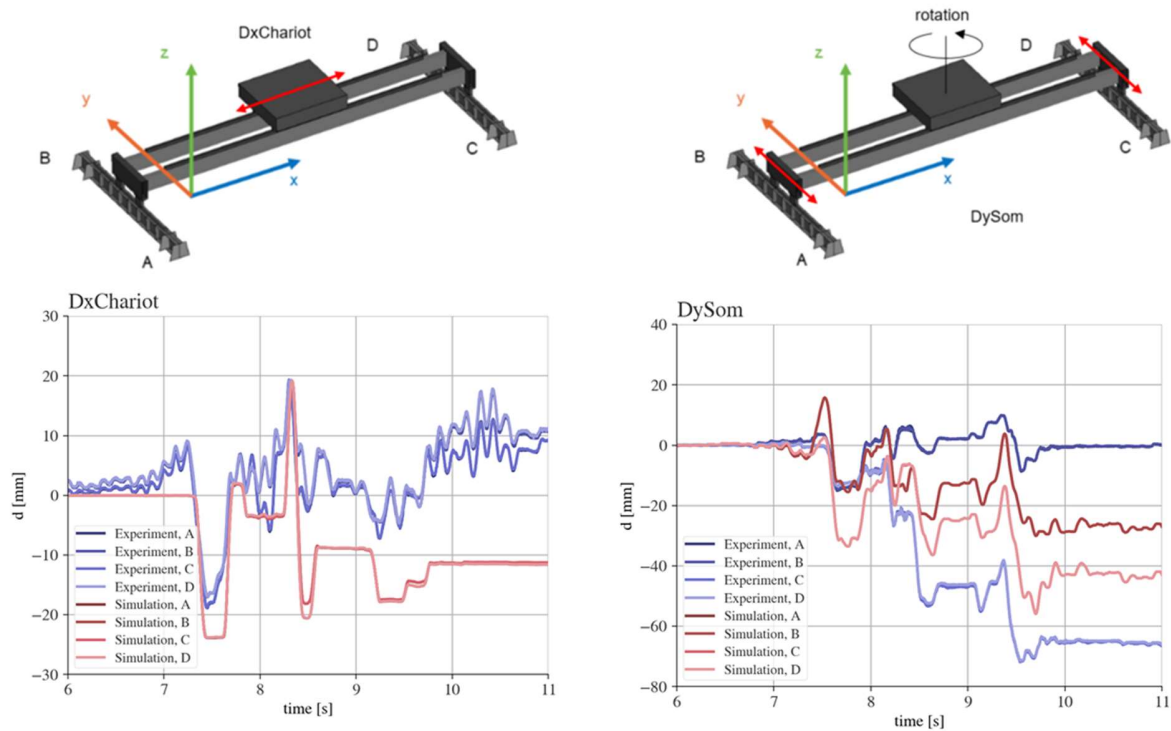 DxChariot
D
z
y
B
x
C
A
rotation
D
z
y
B
x
C
DySom
A
DxChariot
30
20
10
0
−10
−20
−30
d [mm]
Experiment, A
Experiment, B
Experiment, C
Experiment, D
Simulation, A
Simulation, B
Simulation, C
Simulation, D
6 7 8 9 10 11
time [s]
DySom
40
20
0
−20
−40
−60
−80
d [mm]
Experiment, A
Experiment, B
Experiment, C
Experiment, D
Simulation, A
Simulation, B
Simulation, C
Simulation, D
6 7 8 9 10 11
time [s]